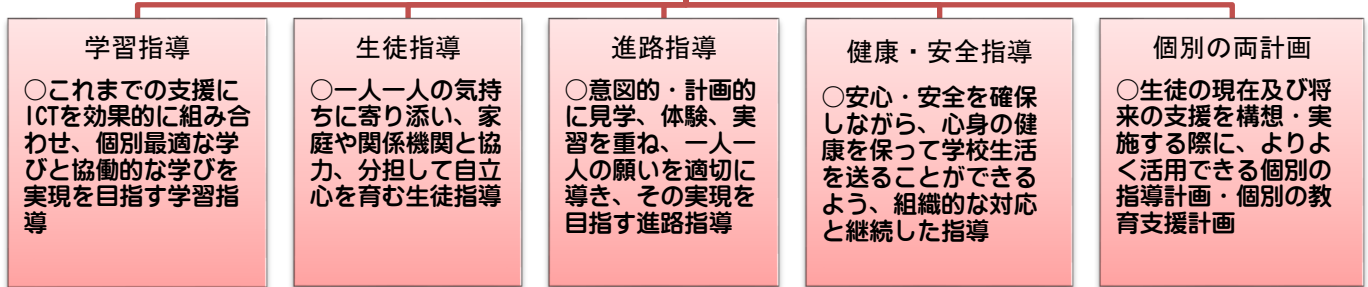 学習指導
○これまでの支援に
ICTを効果的に組み合
わせ、個別最適な学
びと協働的な学びを
実現を目指す学習指
導
生徒指導
○一人一人の気持
ちに寄り添い、家
庭や関係機関と協
力、分担して自立
心を育む生徒指導
進路指導
○意図的・計画的
に見学、体験、実
習を重ね、一人一
人の願いを適切に
導き、その実現を
目指す進路指導
健康・安全指導
○安心・安全を確保
しながら、心身の健
康を保って学校生活
を送ることができる
よう、組織的な対応
と継続した指導
個別の両計画
○生徒の現在及び将
来の支援を構想・実
施する際に、よりよ
く活用できる個別の
指導計画・個別の教
育支援計画